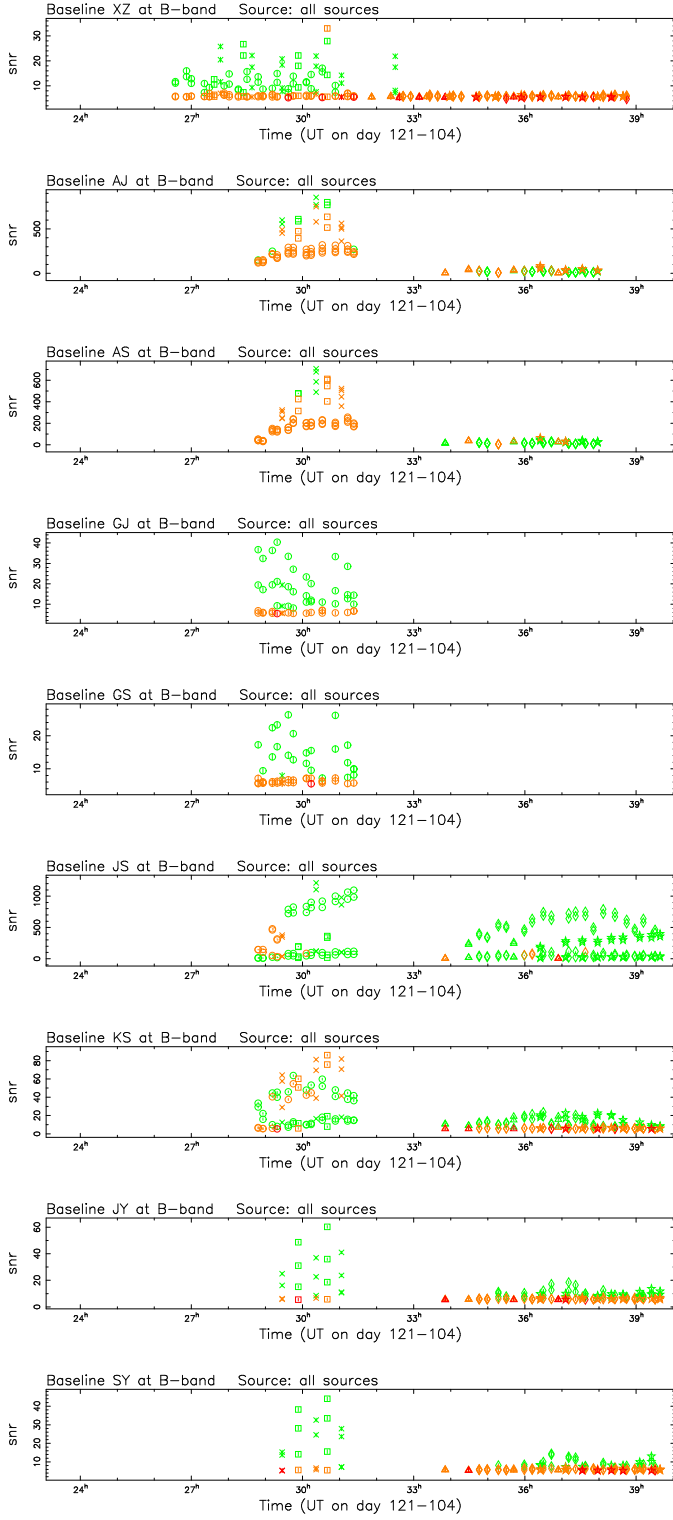 Baseline XZ at B-band Source: all sources
snr
30
20
10
24h 27h 30h 33h 36h 39h
Time (UT on day 121-104)
Baseline AJ at B-band Source: all sources
snr
500
0
24h 27h 30h 33h 36h 39h
Time (UT on day 121-104)
Baseline AS at B-band Source: all sources
snr
600
400
200
0
24h 27h 30h 33h 36h 39h
Time (UT on day 121-104)
Baseline GJ at B-band Source: all sources
snr
40
30
20
10
24h 27h 30h 33h 36h 39h
Time (UT on day 121-104)
Baseline GS at B-band Source: all sources
snr
20
10
24h 27h 30h 33h 36h 39h
Time (UT on day 121-104)
Baseline JS at B-band Source: all sources
snr
1000
500
0
24h 27h 30h 33h 36h 39h
Time (UT on day 121-104)
Baseline KS at B-band Source: all sources
snr
80
60
40
20
0
24h 27h 30h 33h 36h 39h
Time (UT on day 121-104)
Baseline JY at B-band Source: all sources
snr
60
40
20
0
24h 27h 30h 33h 36h 39h
Time (UT on day 121-104)
Baseline SY at B-band Source: all sources
snr
40
30
20
10
24h 27h 30h 33h 36h 39h
Time (UT on day 121-104)